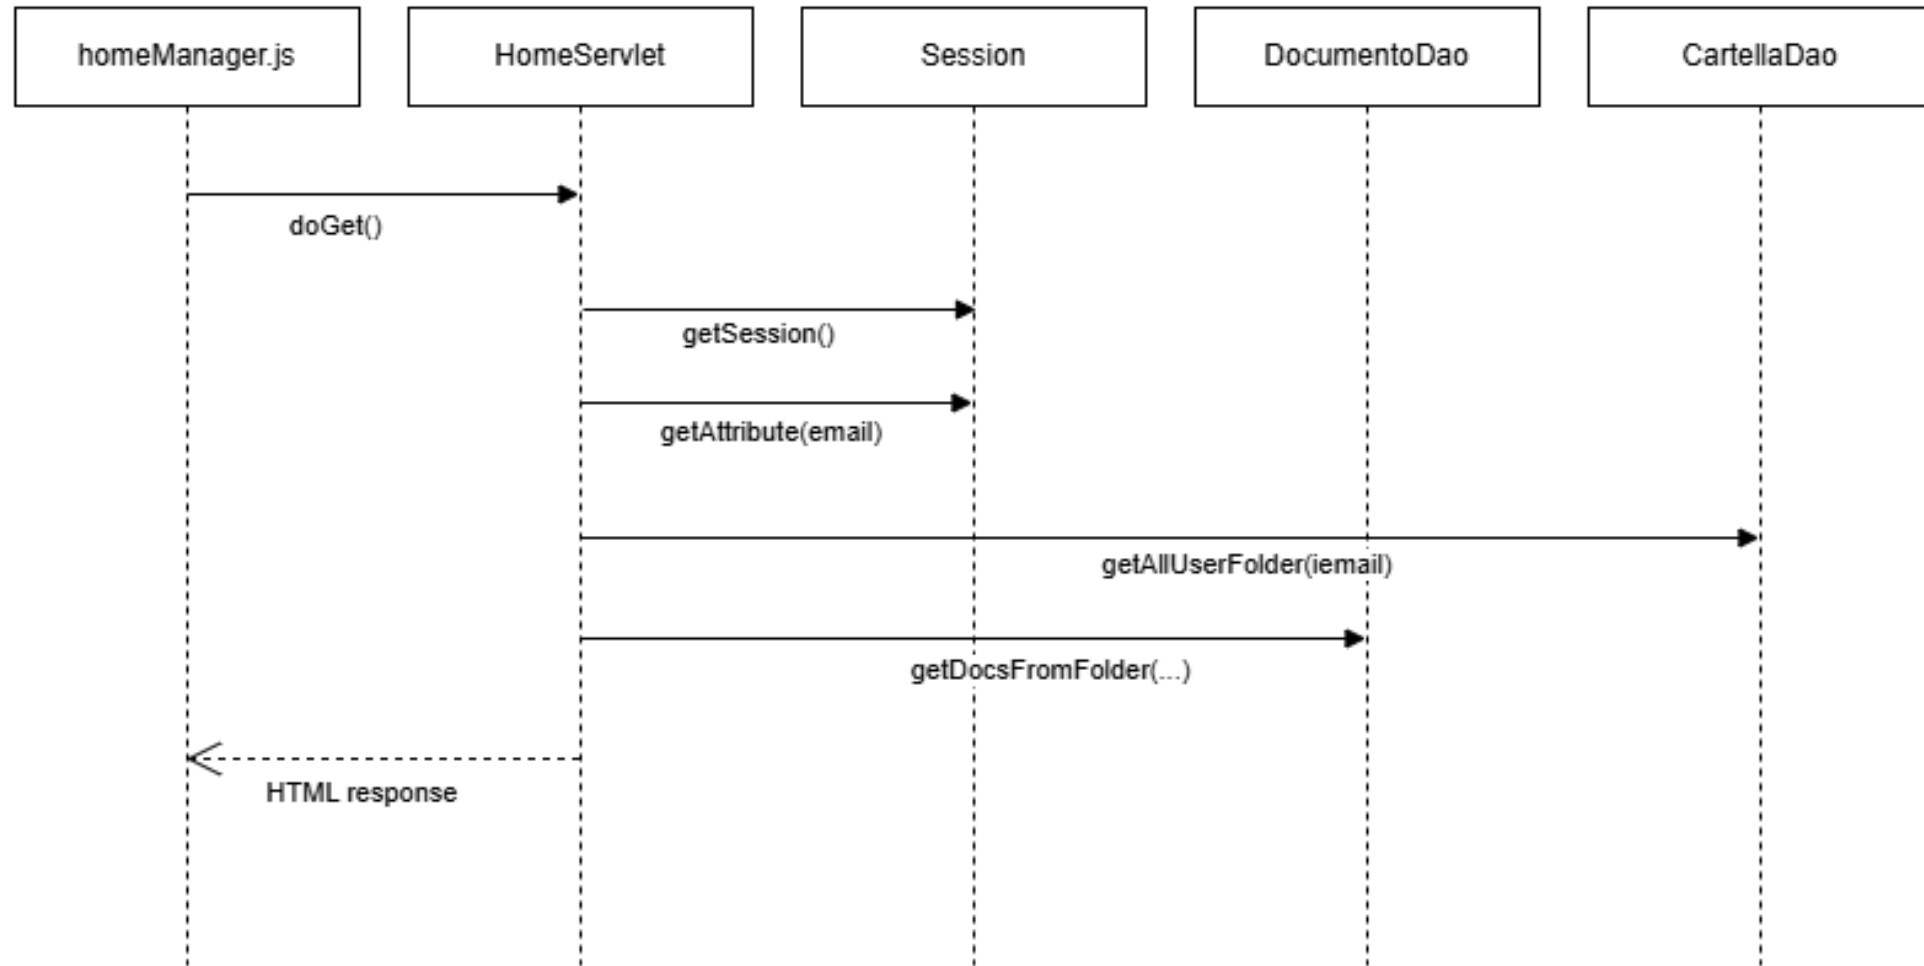 homeManager.js
HomeServlet
Session
DocumentoDao
CartellaDao
doGet()
getSession()
getAttribute(email)
getAllUserFolder(iemail)
getDocsFromFolder(...)
HTML response